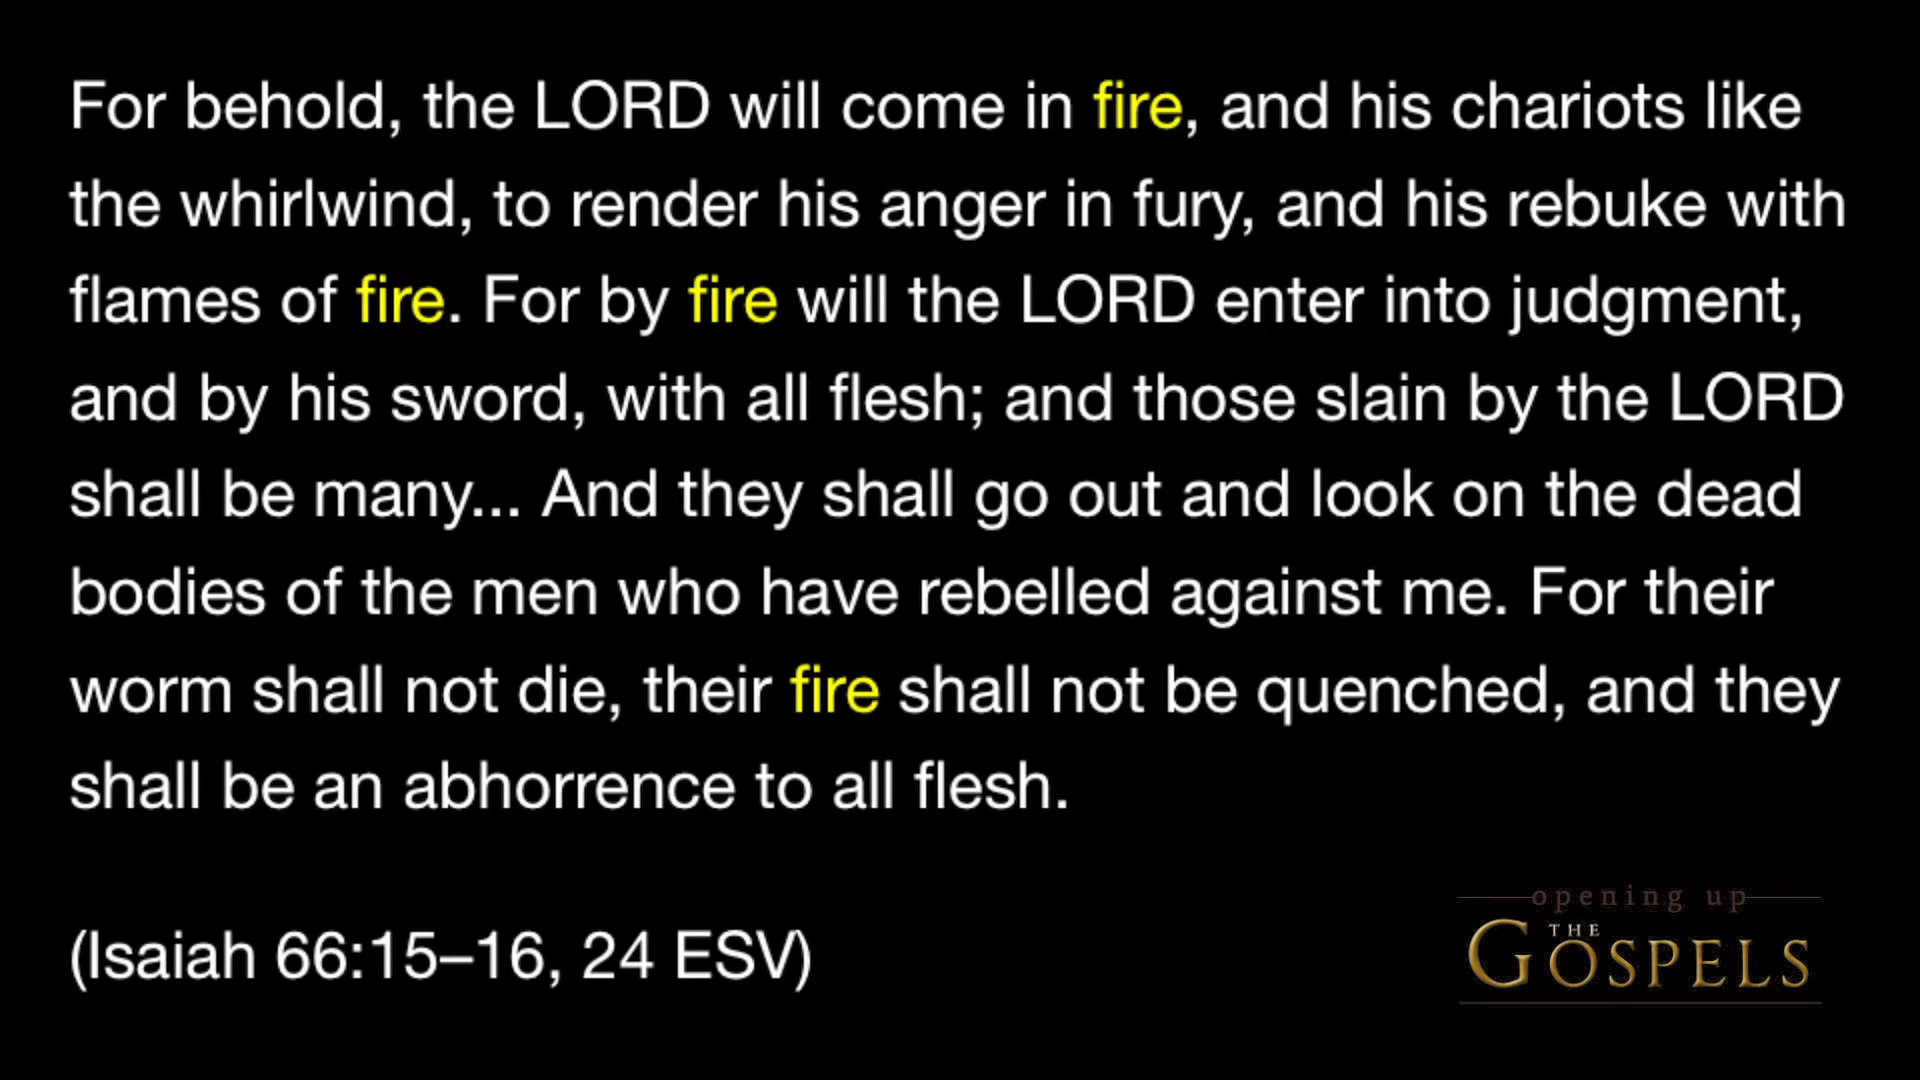 For behold, the LORD will come in fire, and his chariots like
the whirlwind, to render his anger in fury, and his rebuke with
flames of fire. For by fire will the LORD enter into judgment,
and by his sword, with all flesh; and those slain by the LORD
shall be many... And they shall go out and look on the dead
bodies of the men who have rebelled against me. For their
worm shall not die, their fire shall not be quenched, and they
shall be an abhorrence to all flesh.
(Isaiah 66:15–16, 24 ESV)
opening up
THE
GOSPELS